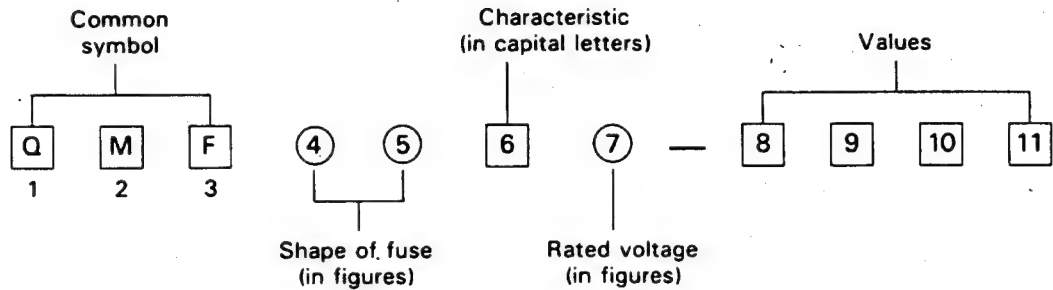 Common
symbol
Characteristic
(in capital letters)
Values
Q M F 4 5 6 7 — 8 9 10 11
1 2 3
Shape of fuse
(in figures)
Rated voltage
(in figures)